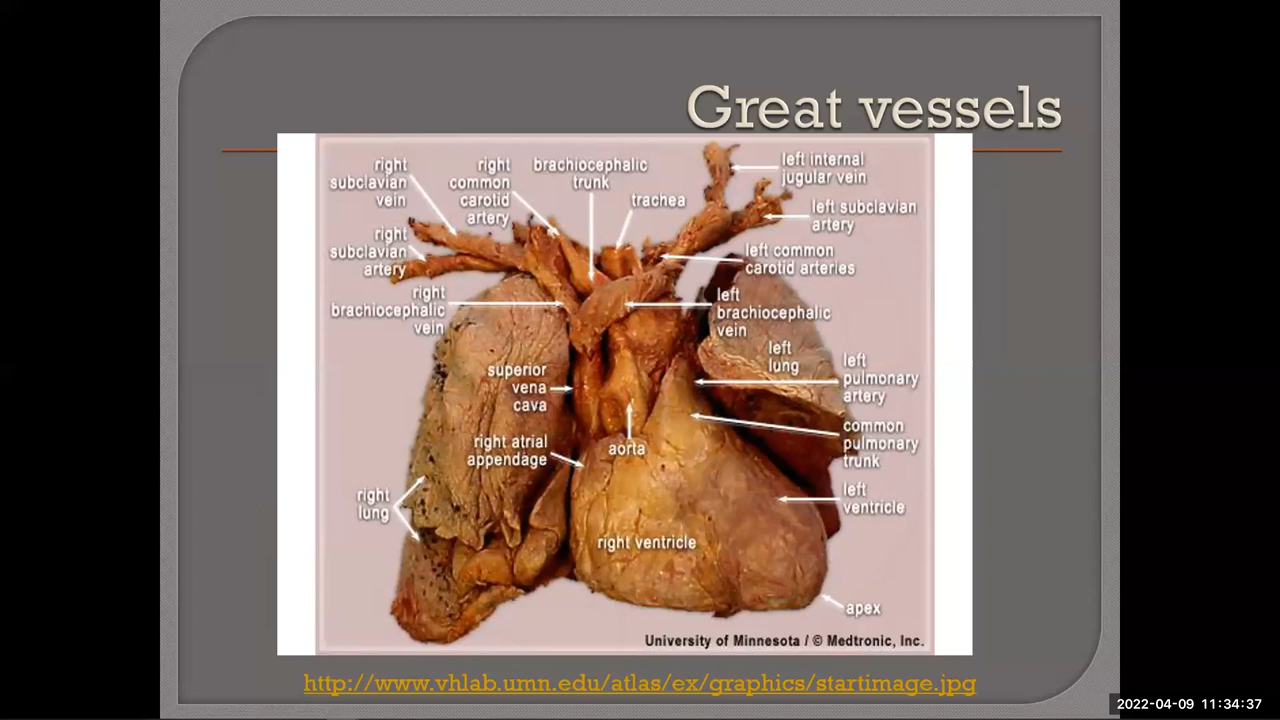 Great vessels
right
subclavian
vein
right
common
carotid
artery
brachiocephalic
trunk
trachea
left internal
jugular vein
left subclavian
artery
right
subclavian
artery
left common
carotid arteries
right
brachiocephalic
vein
left
brachiocephalic
vein
left
lung
left
pulmonary
artery
superior
vena
cava
common
pulmonary
trunk
right atrial
appendage
aorta
right
lung
left
ventricle
right ventricle
apex
University of Minnesota / © Medtronic, Inc.
http://www.vhlab.umn.edu/atlas/ex/graphics/startimage.jpg
2022-04-09 11:34:37